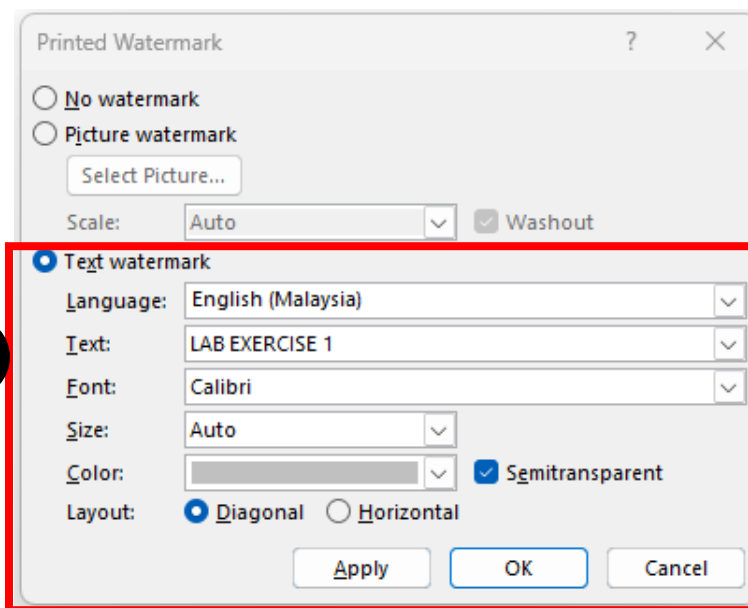 Printed Watermark ?
No watermark
Picture watermark
Select Picture...
Scale: Auto Washout
Text watermark
Language: English (Malaysia)
Text: LAB EXERCISE 1
Font: Calibri
Size: Auto
Color: Semitransparent
Layout: Diagonal Horizontal
Apply OK Cancel